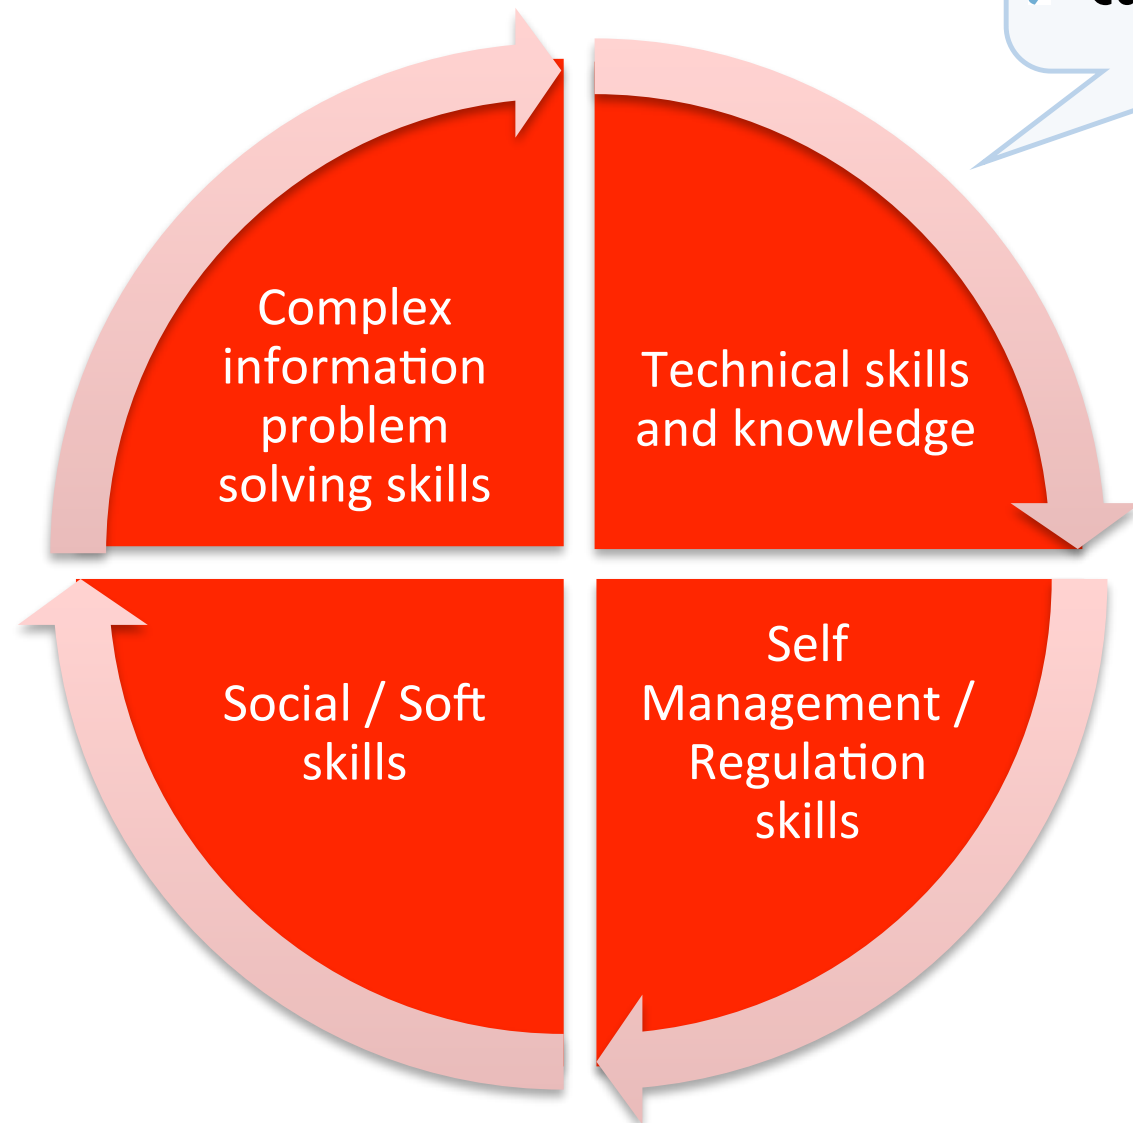 Complex
information
problem
solving skills
Technical skills
and knowledge
Social / Soft
skills
Self
Management /
Regulation
skills